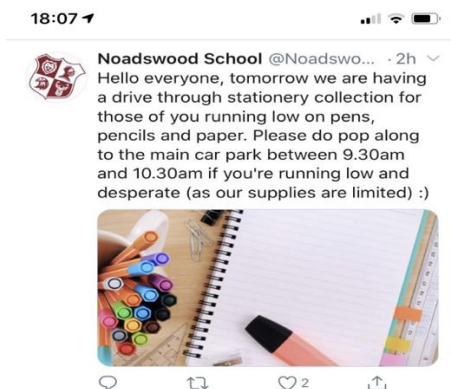 18:07
Noadswood School @Noadswo... · 2h
Hello everyone, tomorrow we are having
a drive through stationery collection for
those of you running low on pens,
pencils and paper. Please do pop along
to the main car park between 9.30am
and 10.30am if you're running low and
desperate (as our supplies are limited) :)
2